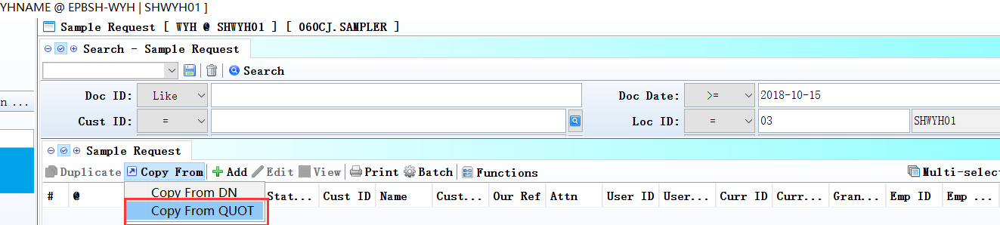 YHNAME @ EPBSH-WYH | SHWYH01 ]
Sample Request [ WYH @ SHWYH01 ] [ 060CJ.SAMPLER ]
Search - Sample Request
Search
Doc ID: Like Doc Date: >= 2018-10-15
n ...
Cust ID: = Loc ID: = 03 SHWYH01
Sample Request
Duplicate Copy From Add Edit View Print Batch Functions Multi-select
Copy From DN
# @ Stat... Cust ID Name Cust... Our Ref Attn User ID User... Curr ID Curr... Gran... Emp ID Emp ...
Copy From QUOT